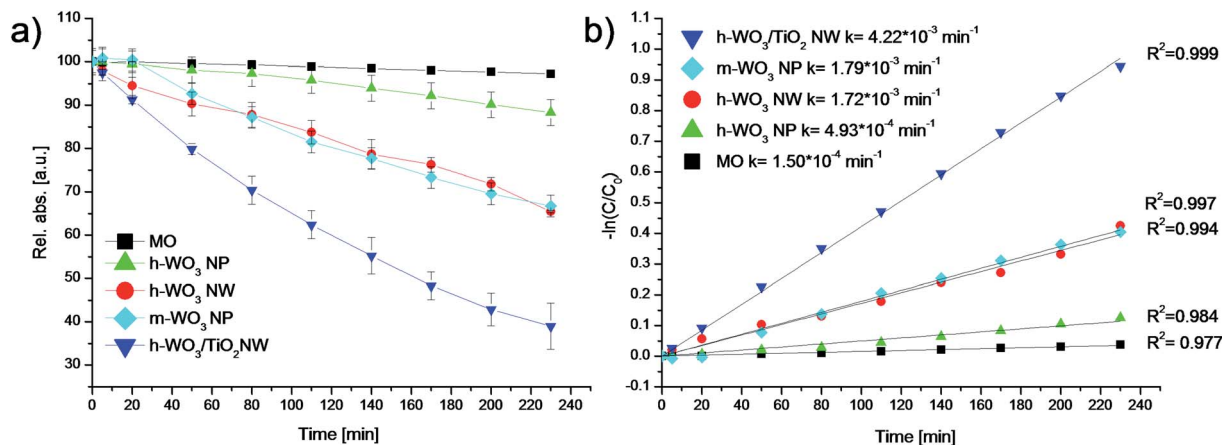 a)
Rel. abs. [a.u.]
110
100
90
80
70
60
50
40
30
MO
h-WO₃ NP
h-WO₃ NW
m-WO₃ NP
h-WO₃/TiO₂NW
0 20 40 60 80 100 120 140 160 180 200 220 240
Time [min]
b)
-ln(C/C₀)
1.1
1.0
0.9
0.8
0.7
0.6
0.5
0.4
0.3
0.2
0.1
0.0
-0.1
h-WO₃/TiO₂ NW k= 4.22*10⁻³ min⁻¹
m-WO₃ NP k= 1.79*10⁻³ min⁻¹
h-WO₃ NW k= 1.72*10⁻³ min⁻¹
h-WO₃ NP k= 4.93*10⁻⁴ min⁻¹
MO k= 1.50*10⁻⁴ min⁻¹
R²=0.999
R²=0.997
R²=0.994
R²=0.984
R²= 0.977
0 20 40 60 80 100 120 140 160 180 200 220 240
Time [min]